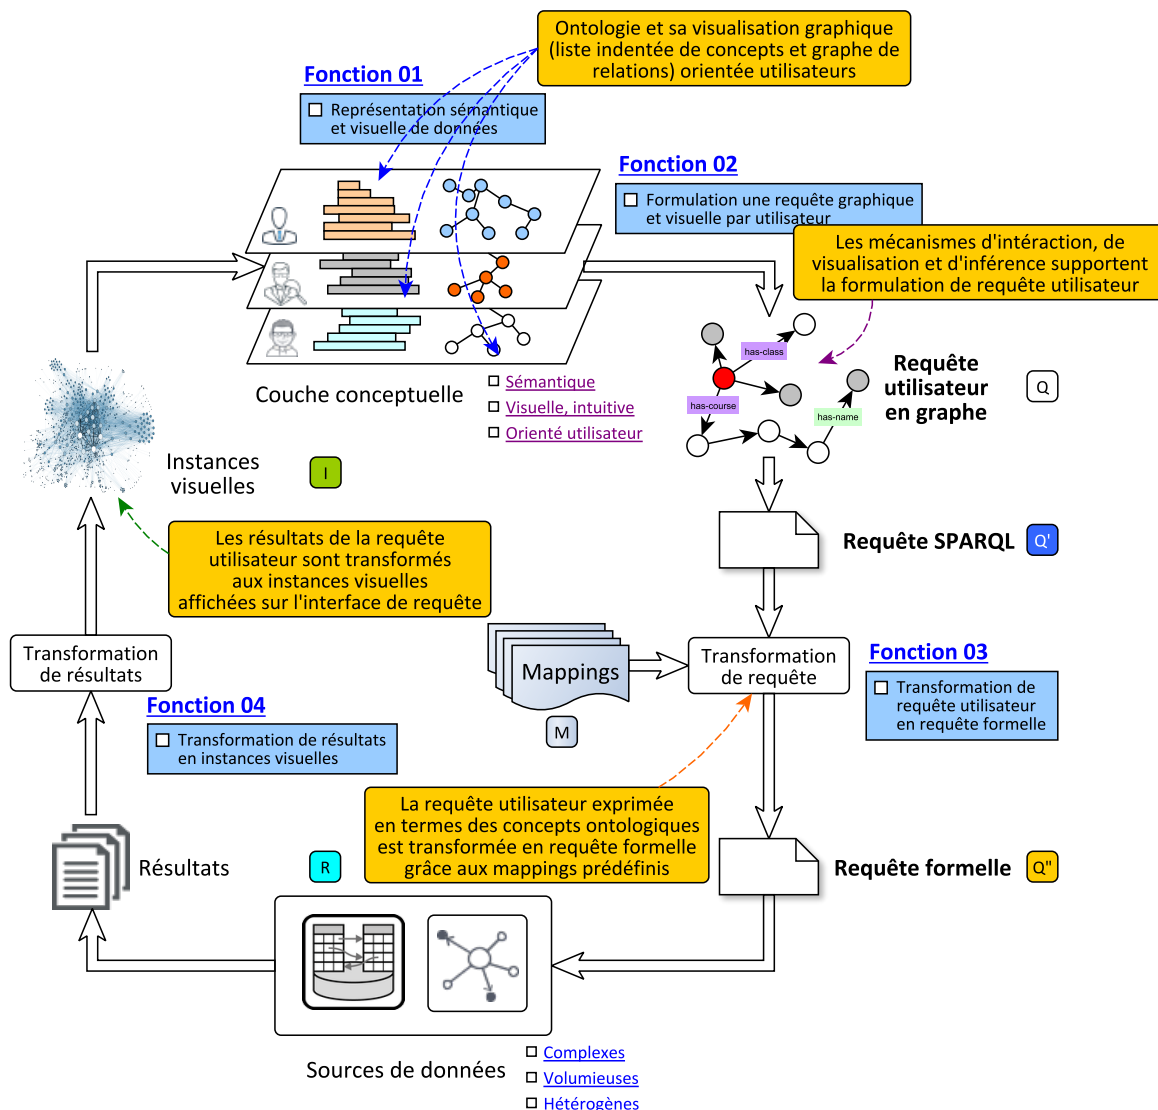 Ontologie et sa visualisation graphique
(liste indentée de concepts et graphe de
relations) orientée utilisateurs
Fonction 01
Représentation sémantique
et visuelle de données
Fonction 02
Formulation une requête graphique
et visuelle par utilisateur
Les mécanismes d'intéraction, de
visualisation et d'inférence supportent
la formulation de requête utilisateur
has-class
has-course
has-name
Requête
utilisateur
en graphe
Q
Couche conceptuelle
Sémantique
Visuelle, intuitive
Orienté utilisateur
Instances
visuelles
I
Les résultats de la requête
utilisateur sont transformés
aux instances visuelles
affichées sur l'interface de requête
Requête SPARQL
Q'
Transformation
de résultats
Mappings
M
Transformation
de requête
Fonction 03
Transformation de
requête utilisateur
en requête formelle
Fonction 04
Transformation de résultats
en instances visuelles
La requête utilisateur exprimée
en termes des concepts ontologiques
est transformée en requête formelle
grâce aux mappings prédéfinis
Résultats
R
Requête formelle
Q"
Sources de données
Complexes
Volumieuses
Hétérogènes